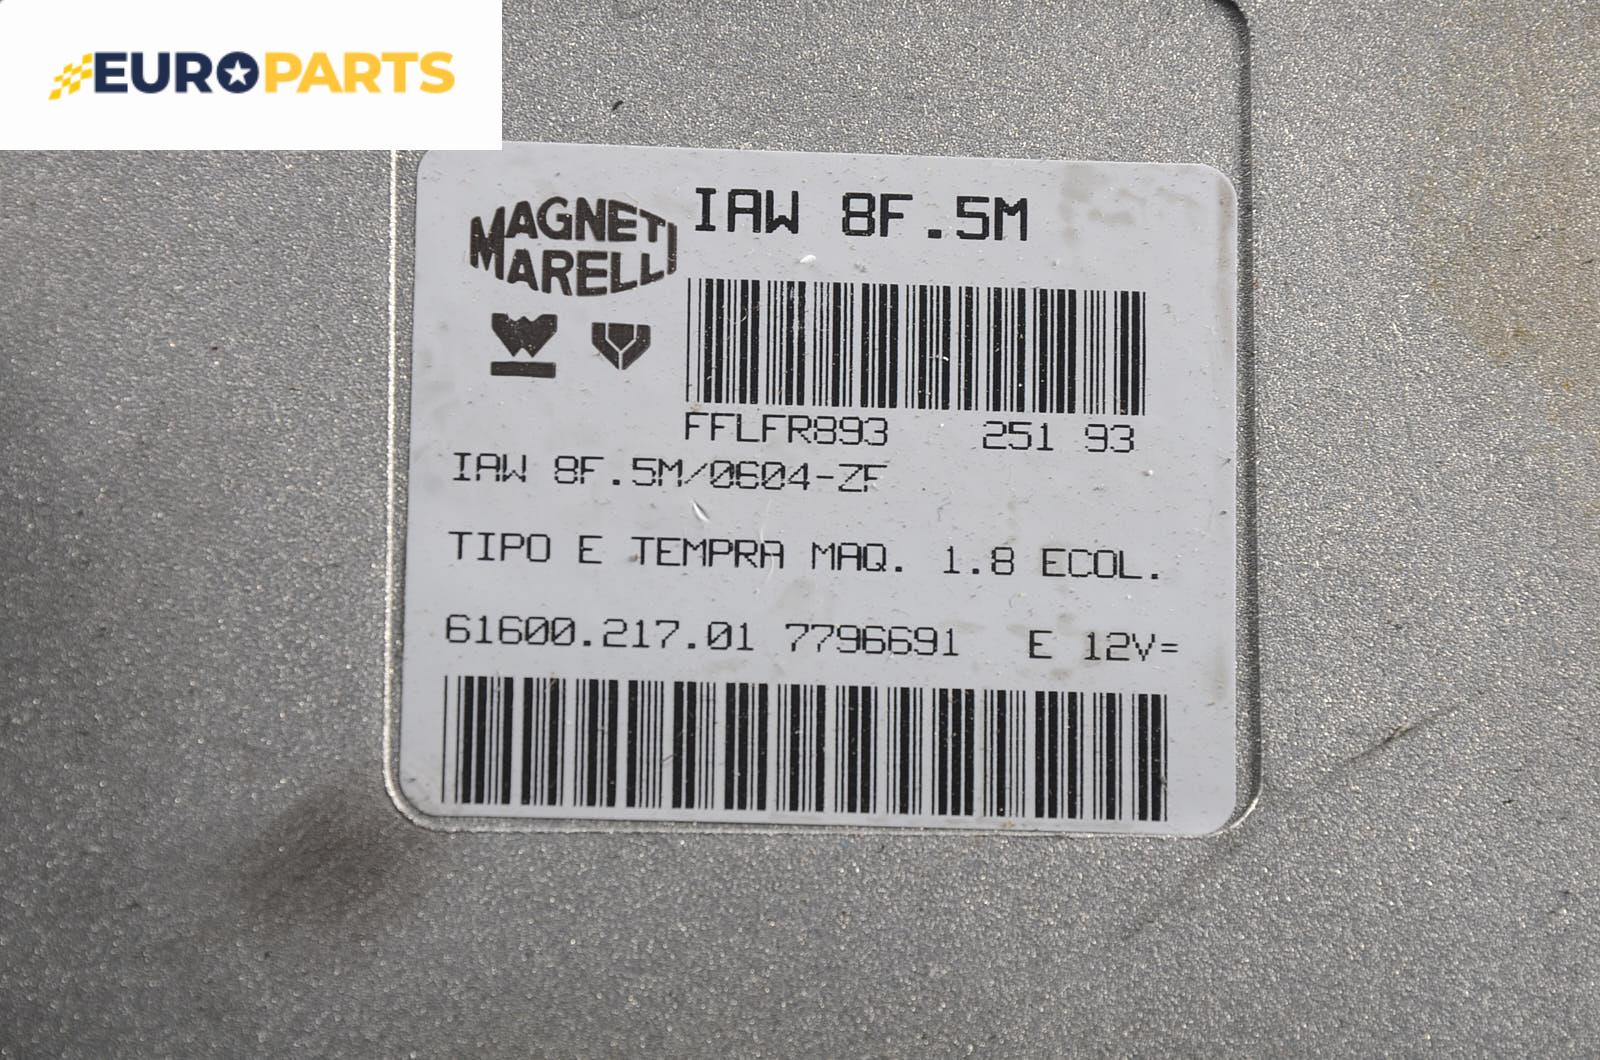 EUROPARTS
MAGNETI
MARELLI
IAW 8F.5M
FFLFR893 251 93
IAW 8F.5M/0604-ZF
TIPO E TEMPRA MAQ. 1.8 ECOL.
61600.217.01 7796691 E 12V=